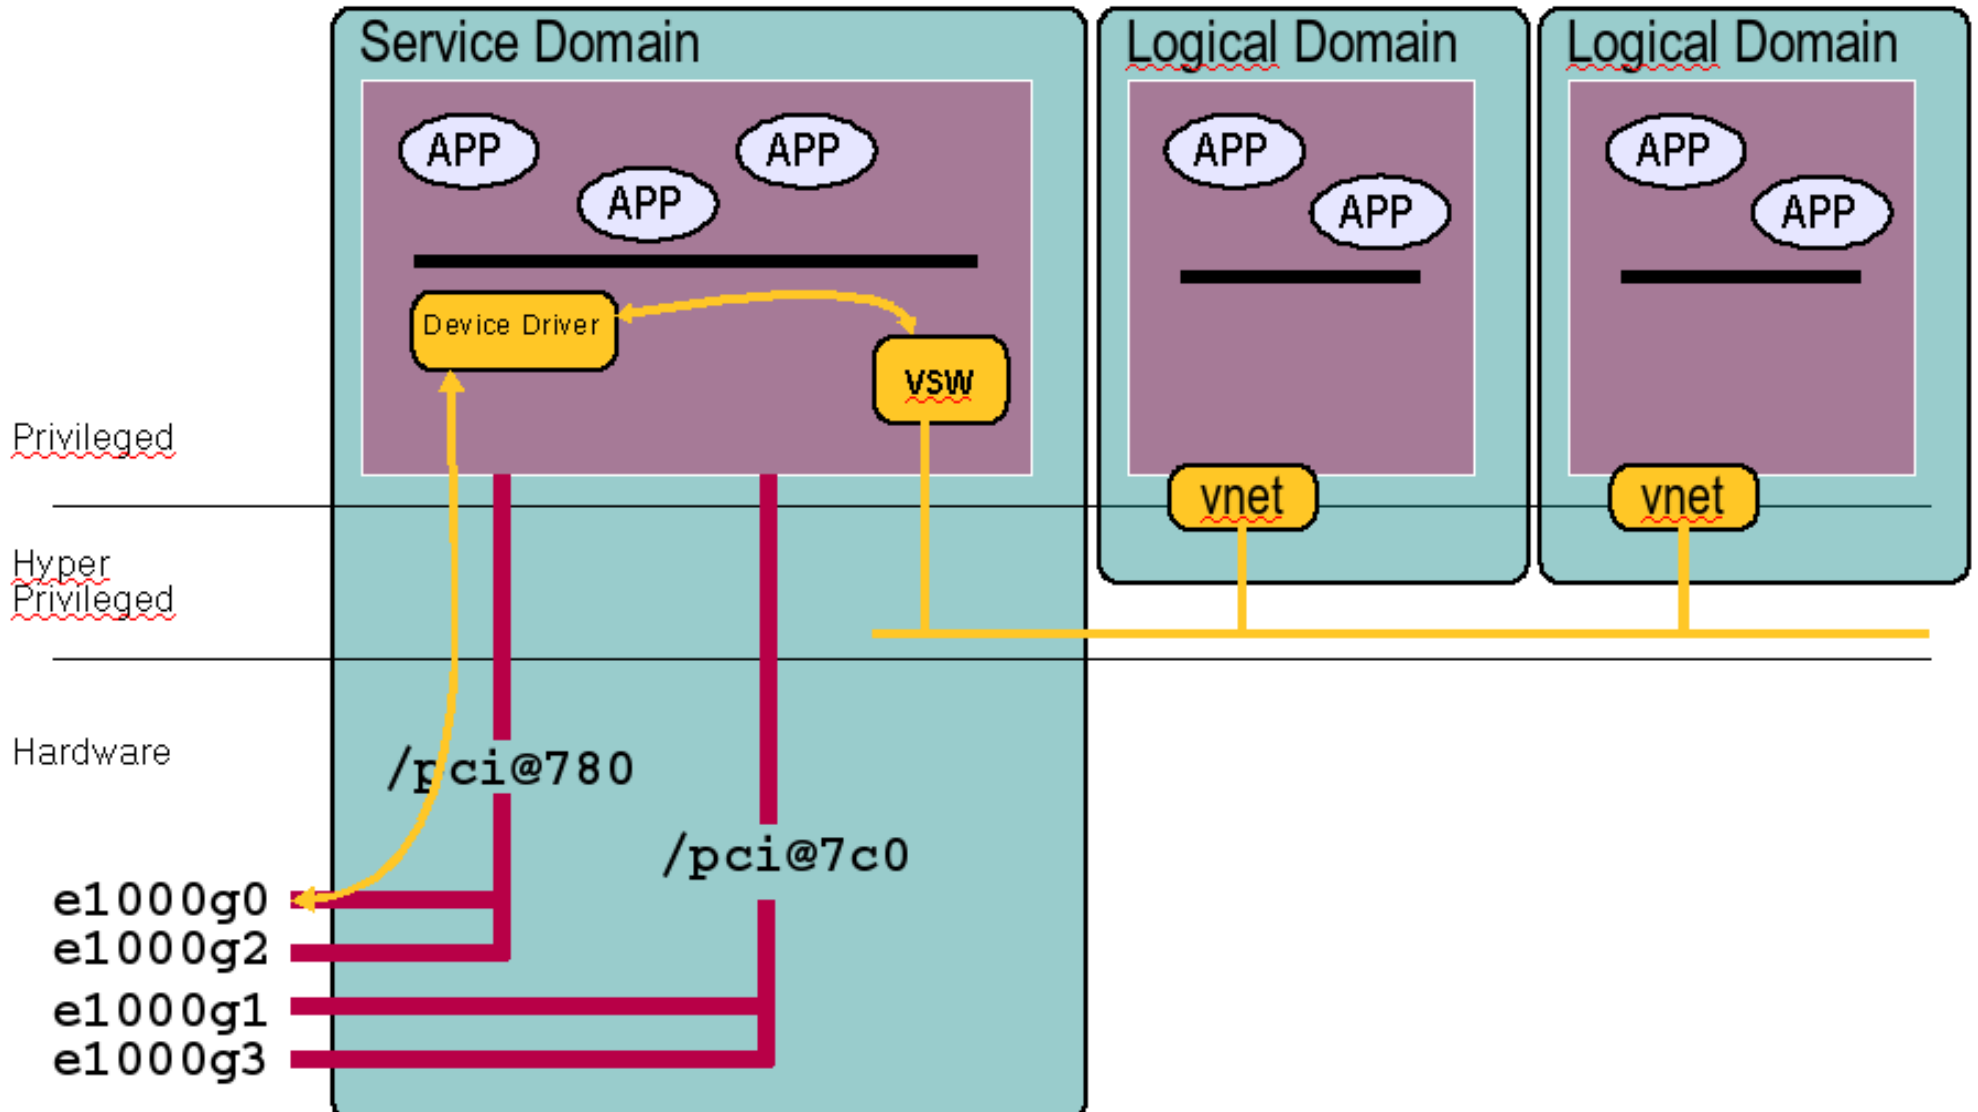 Service Domain
Logical Domain
Logical Domain
APP
APP
APP
APP
APP
APP
APP
Device Driver
vsw
Privileged
vnet
vnet
Hyper
Privileged
Hardware
/pci@780
/pci@7c0
e1000g0
e1000g2
e1000g1
e1000g3